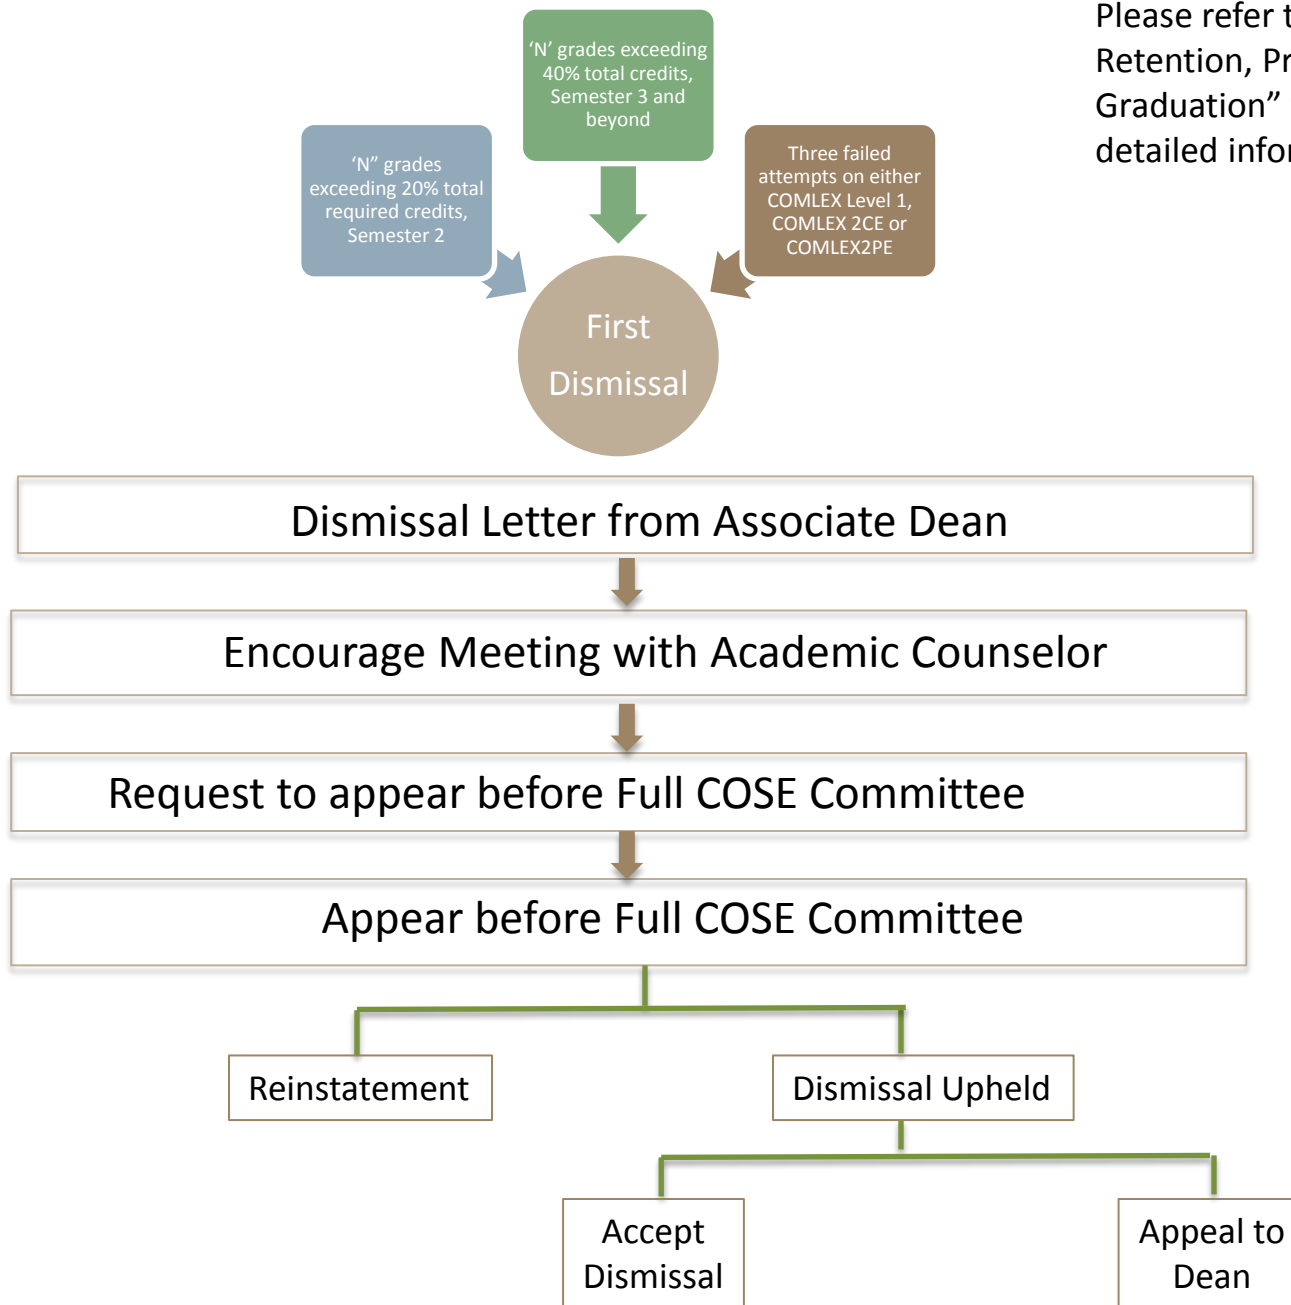 Please refer t
Retention, Pr
Graduation”
detailed infor
‘N’ grades exceeding
40% total credits,
Semester 3 and
beyond
‘N” grades
exceeding 20% total
required credits,
Semester 2
Three failed
attempts on either
COMLEX Level 1,
COMLEX 2CE or
COMLEX2PE
First
Dismissal
Dismissal Letter from Associate Dean
Encourage Meeting with Academic Counselor
Request to appear before Full COSE Committee
Appear before Full COSE Committee
Reinstatement
Dismissal Upheld
Accept
Dismissal
Appeal to
Dean